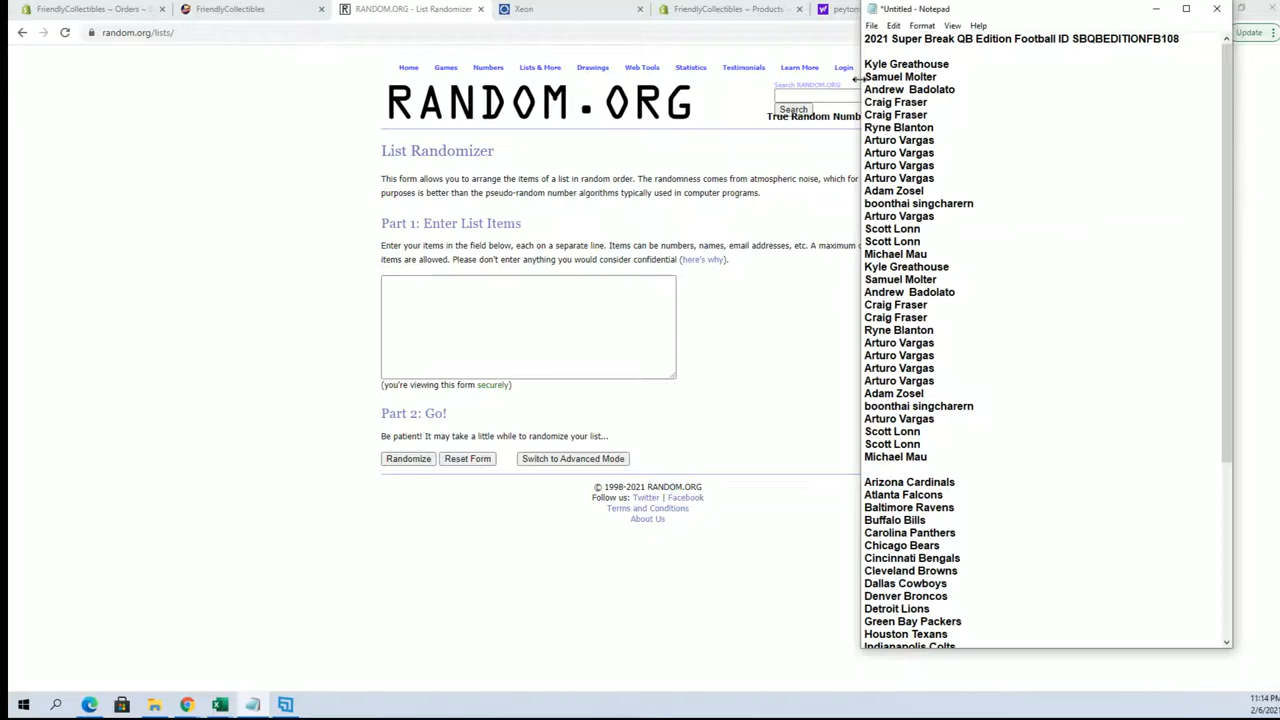 FriendlyCollectibles ~ Orders ~ S
FriendlyCollectibles
RANDOM.ORG - List Randomizer
Xeon
FriendlyCollectibles ~ Products ~
peyton
random.org/lists/
Update
Home Games Numbers Lists & More Drawings Web Tools Statistics Testimonials Learn More Login
RANDOM.ORG
Search RANDOM.ORG
Search
True Random Numb
List Randomizer
This form allows you to arrange the items of a list in random order. The randomness comes from atmospheric noise, which for
purposes is better than the pseudo-random number algorithms typically used in computer programs.
Part 1: Enter List Items
Enter your items in the field below, each on a separate line. Items can be numbers, names, email addresses, etc. A maximum
items are allowed. Please don't enter anything you would consider confidential (here's why).
(you're viewing this form securely)
Part 2: Go!
Be patient! It may take a little while to randomize your list...
Randomize Reset Form Switch to Advanced Mode
© 1998-2021 RANDOM.ORG
Follow us: Twitter | Facebook
Terms and Conditions
About Us
*Untitled - Notepad
File Edit Format View Help
2021 Super Break QB Edition Football ID SBQBEDITIONFB108
Kyle Greathouse
Samuel Molter
Andrew  Badolato
Craig Fraser
Craig Fraser
Ryne Blanton
Arturo Vargas
Arturo Vargas
Arturo Vargas
Arturo Vargas
Adam Zosel
boonthai singcharern
Arturo Vargas
Scott Lonn
Scott Lonn
Michael Mau
Kyle Greathouse
Samuel Molter
Andrew  Badolato
Craig Fraser
Craig Fraser
Ryne Blanton
Arturo Vargas
Arturo Vargas
Arturo Vargas
Arturo Vargas
Adam Zosel
boonthai singcharern
Arturo Vargas
Scott Lonn
Scott Lonn
Michael Mau
Arizona Cardinals
Atlanta Falcons
Baltimore Ravens
Buffalo Bills
Carolina Panthers
Chicago Bears
Cincinnati Bengals
Cleveland Browns
Dallas Cowboys
Denver Broncos
Detroit Lions
Green Bay Packers
Houston Texans
Indianapolis Colts
11:14 PM
2/6/2021